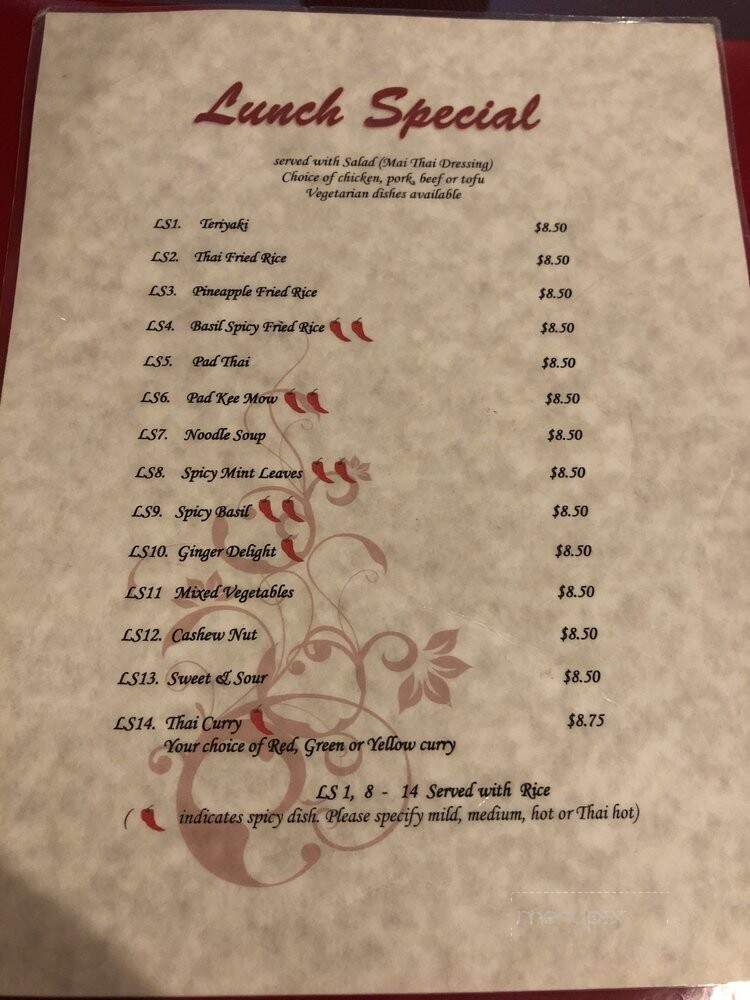 Lunch Special
served with Salad (Mai Thai Dressing)
Choice of chicken, pork, beef or tofu
Vegetarian dishes available
LS1. Teriyaki $8.50
LS2. Thai Fried Rice $8.50
LS3. Pineapple Fried Rice $8.50
LS4. Basil Spicy Fried Rice $8.50
LS5. Pad Thai $8.50
LS6. Pad Kee Mow $8.50
LS7. Noodle Soup $8.50
LS8. Spicy Mint Leaves $8.50
LS9. Spicy Basil $8.50
LS10. Ginger Delight $8.50
LS11 Mixed Vegetables $8.50
LS12. Cashew Nut $8.50
LS13. Sweet & Sour $8.50
LS14. Thai Curry $8.75
Your choice of Red, Green or Yellow curry
LS 1, 8 - 14 Served with Rice
( indicates spicy dish. Please specify mild, medium, hot or Thai hot)